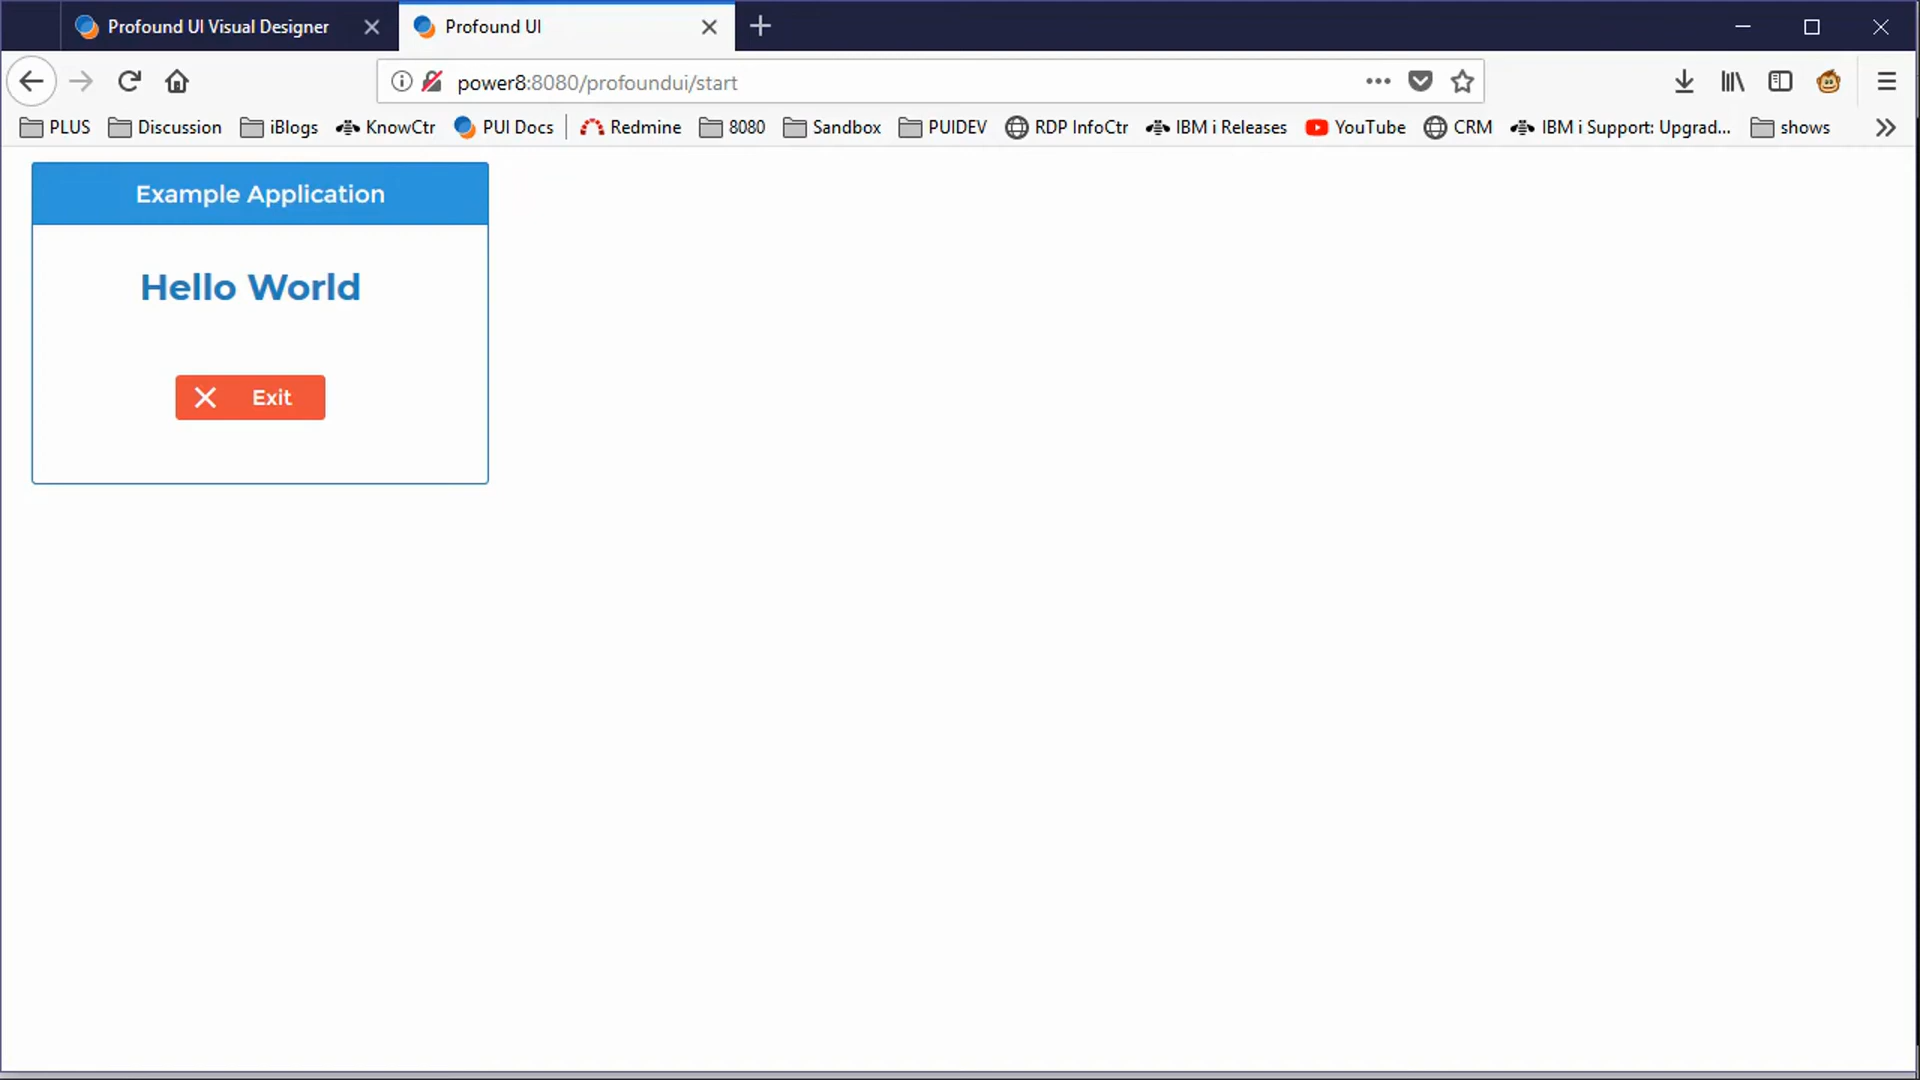 Profound UI Visual Designer
Profound UI
power8:8080/profoundui/start
PLUS Discussion iBlogs KnowCtr PUI Docs Redmine 8080 Sandbox PUIDEV RDP InfoCtr IBM i Releases YouTube CRM IBM i Support: Upgrad... shows
Example Application
Hello World
Exit